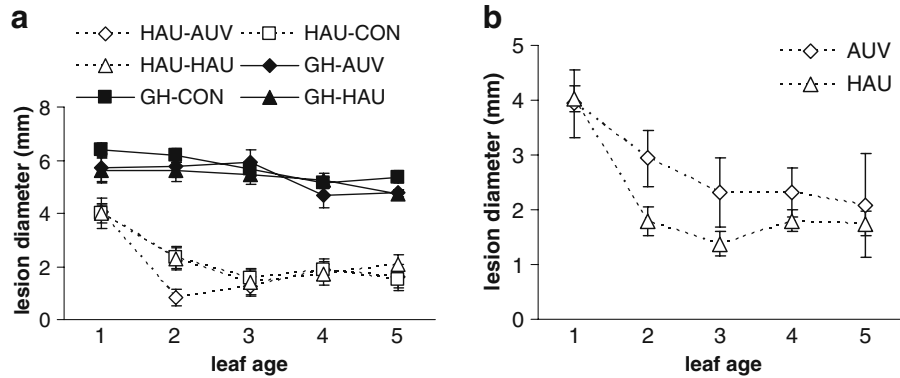 a
HAU-AUV HAU-CON
HAU-HAU GH-AUV
GH-CON GH-HAU
lesion diameter (mm)
8
6
4
2
0
1 2 3 4 5
leaf age
b
AUV
HAU
lesion diameter (mm)
5
4
3
2
1
0
1 2 3 4 5
leaf age